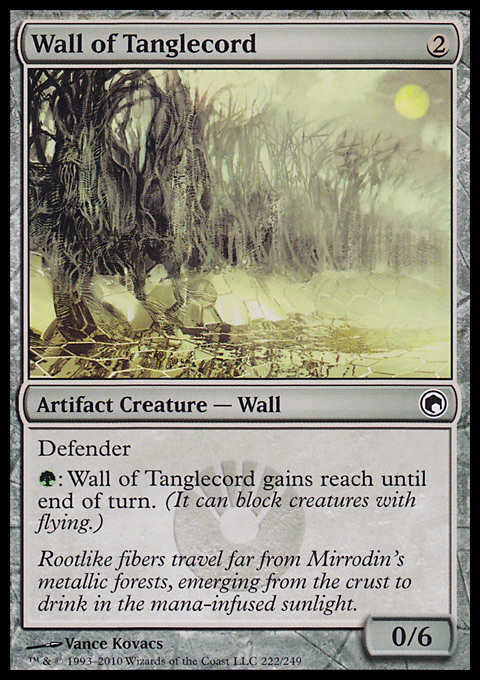 Wall of Tanglecord 2
Artifact Creature — Wall
Defender
: Wall of Tanglecord gains reach until
end of turn. (It can block creatures with
flying.)
Rootlike fibers travel far from Mirrodin's
metallic forests, emerging from the crust to
drink in the mana-infused sunlight.
0/6
Vance Kovacs
™ & © 1993–2010 Wizards of the Coast LLC 222/249